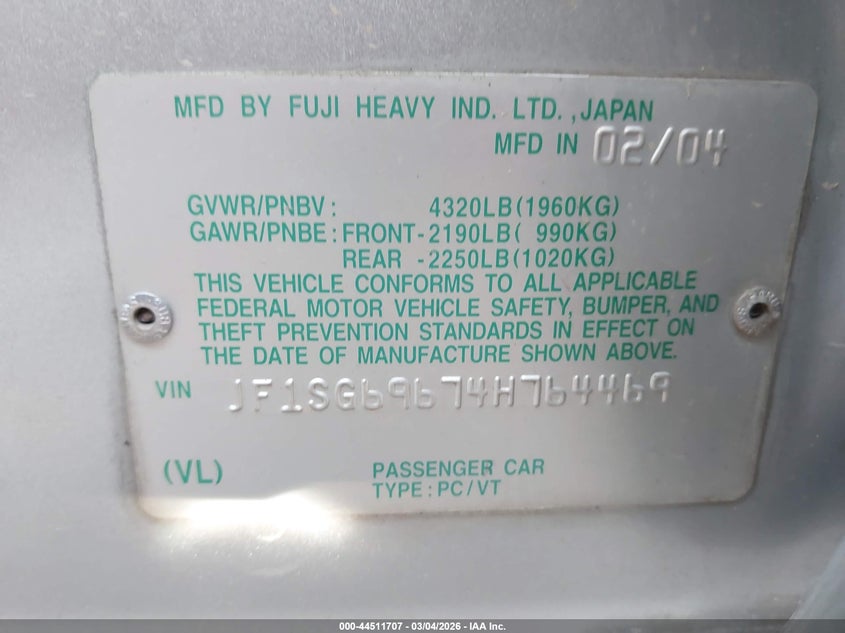 MFD BY FUJI HEAVY IND. LTD. ,JAPAN
MFD IN 02/04
GVWR/PNBV: 4320LB(1960KG)
GAWR/PNBE: FRONT-2190LB( 990KG)
REAR -2250LB(1020KG)
THIS VEHICLE CONFORMS TO ALL APPLICABLE
FEDERAL MOTOR VEHICLE SAFETY, BUMPER, AND
THEFT PREVENTION STANDARDS IN EFFECT ON
THE DATE OF MANUFACTURE SHOWN ABOVE.
VIN JF1SG69674H764469
(VL) PASSENGER CAR
TYPE: PC/VT
000-44511707 - 03/04/2026 - IAA Inc.